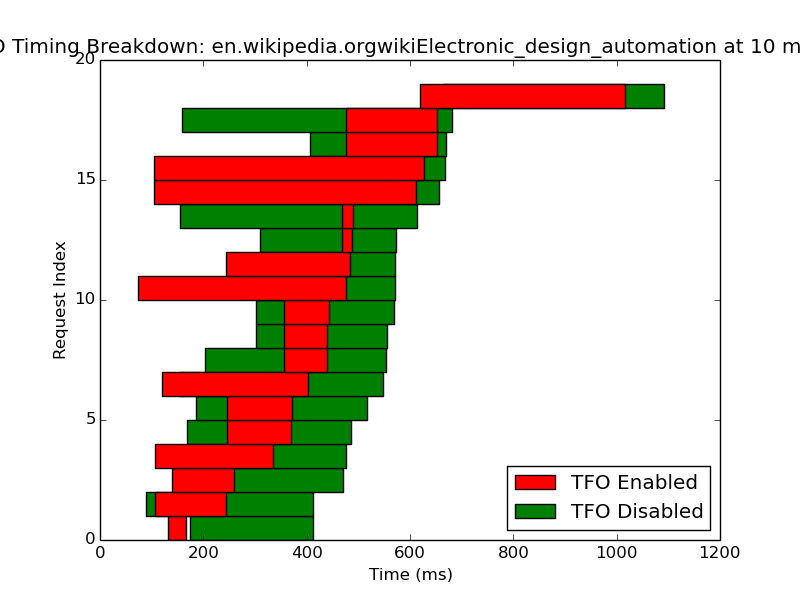 O Timing Breakdown: en.wikipedia.orgwikiElectronic_design_automation at 10 m
20
15
10
5
0
Request Index
TFO Enabled
TFO Disabled
0 200 400 600 800 1000 1200
Time (ms)